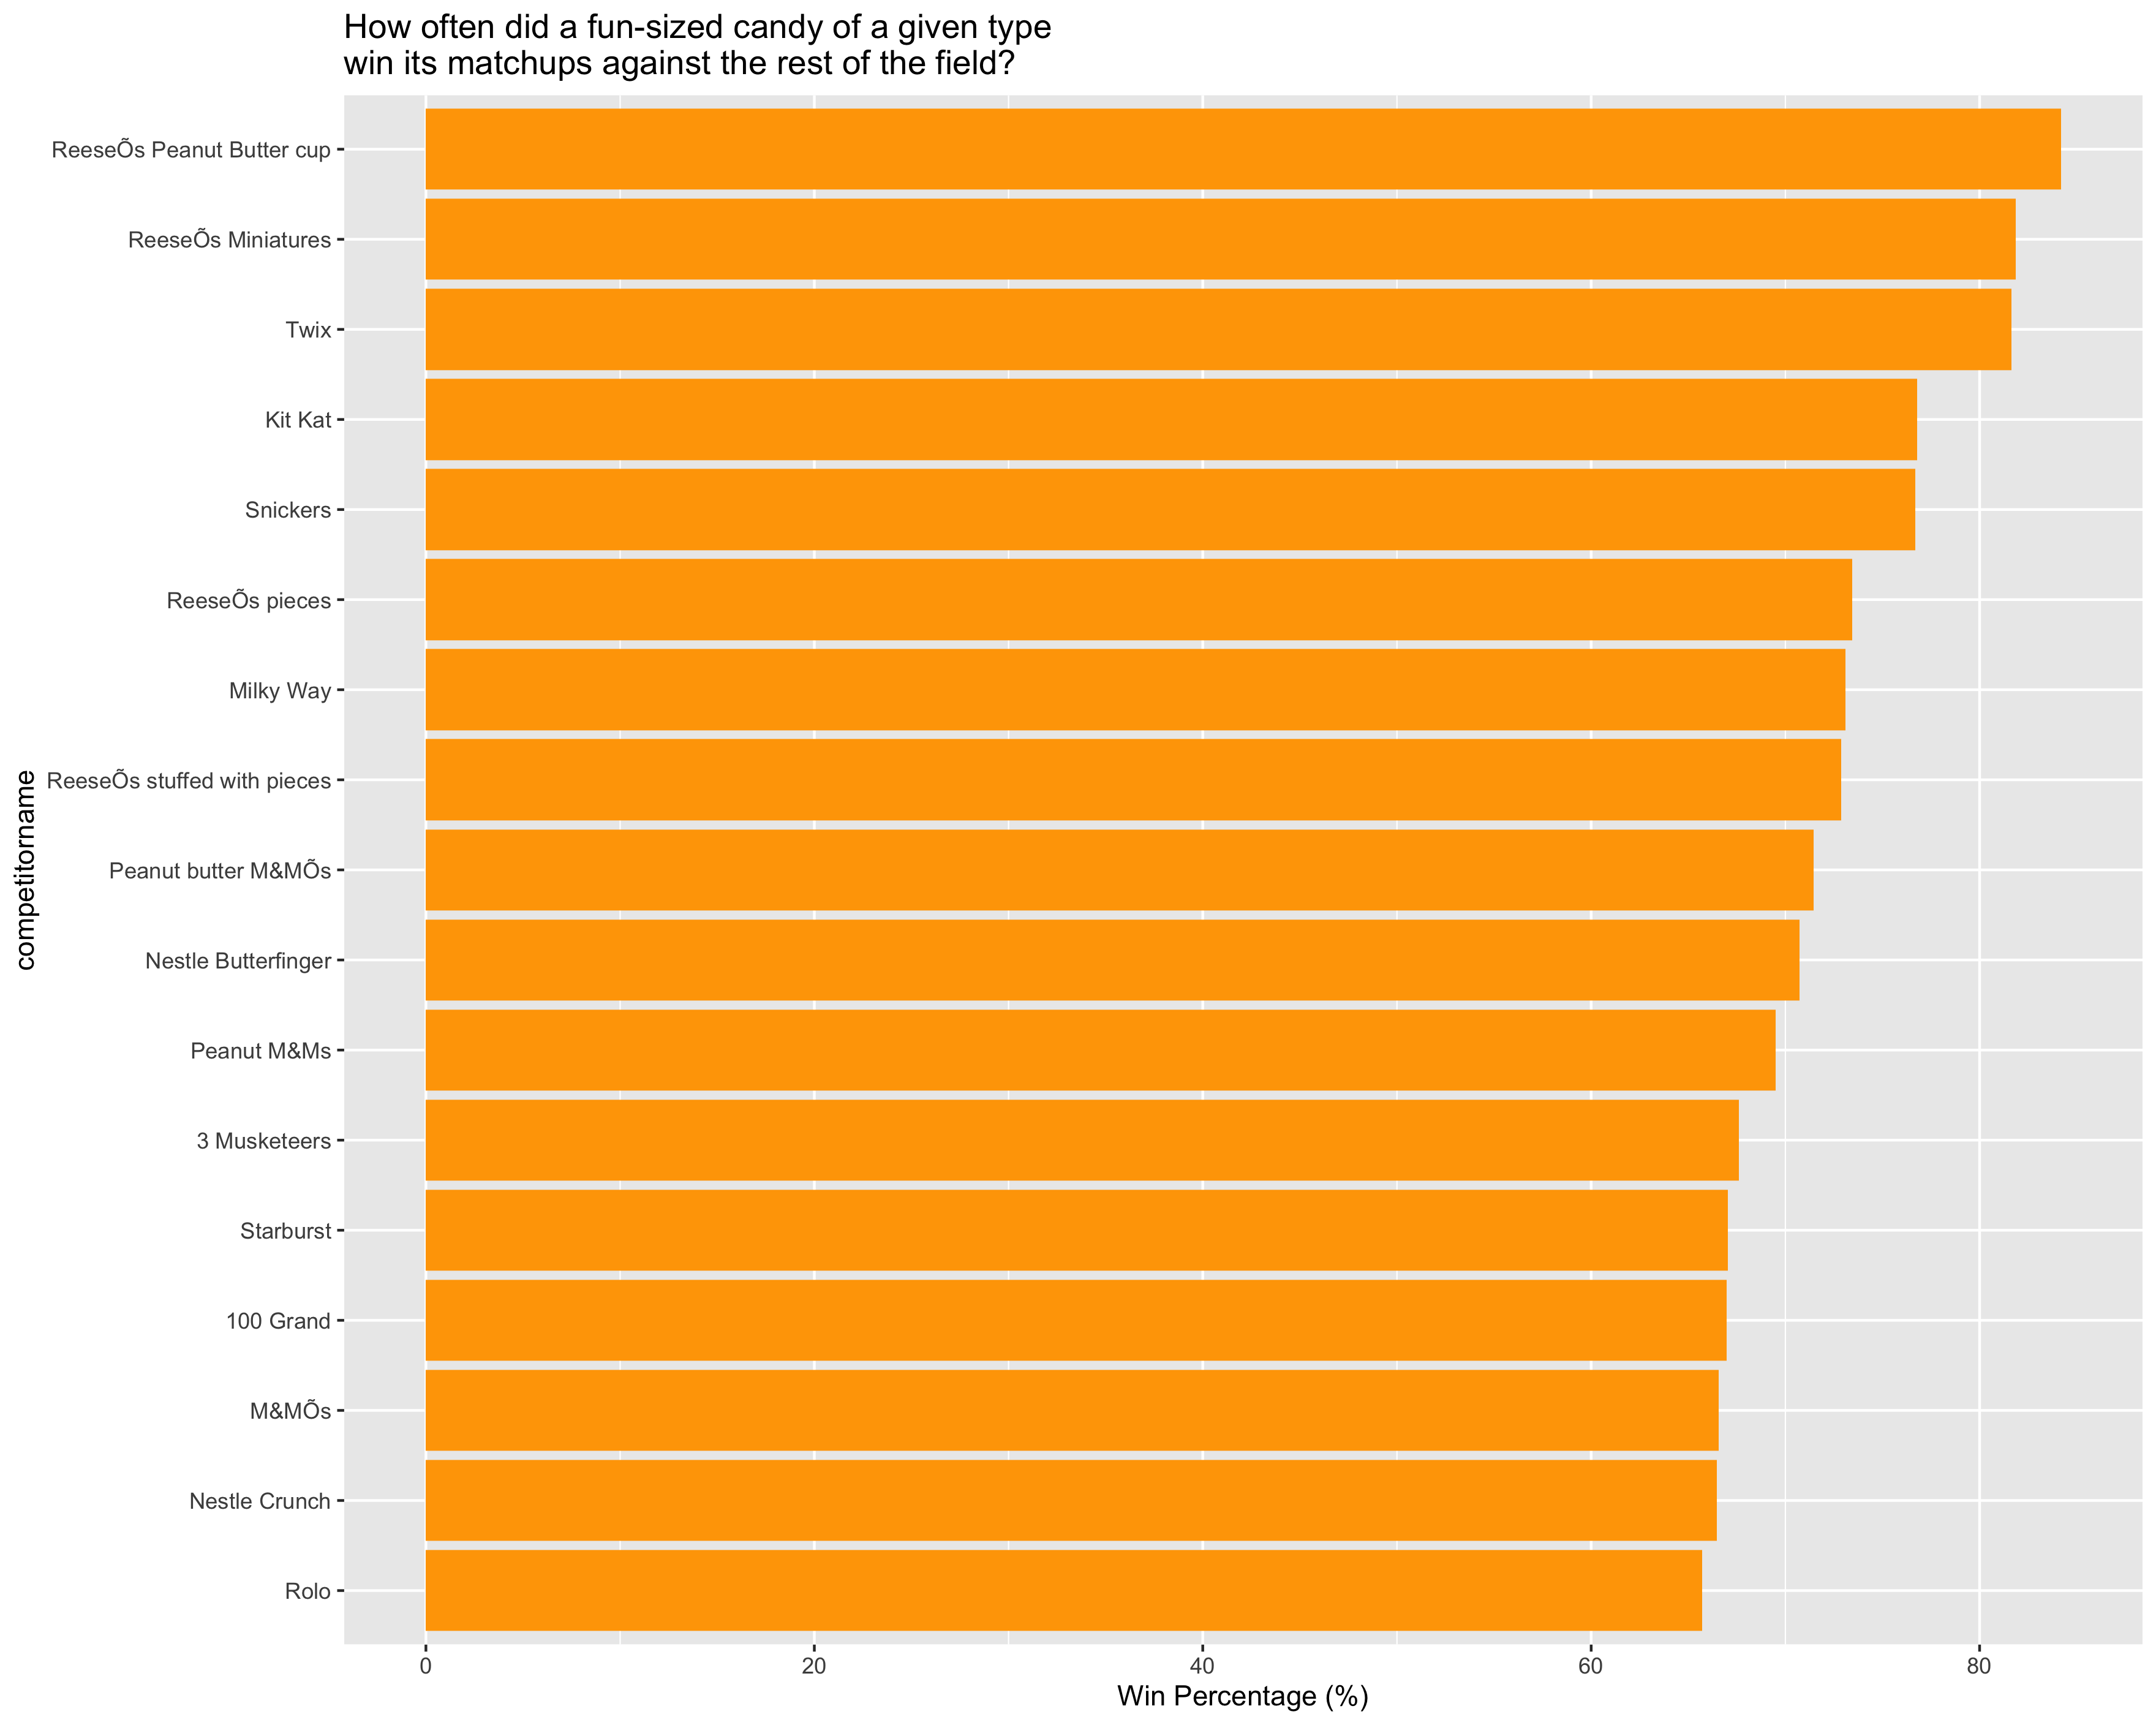 How often did a fun-sized candy of a given type
win its matchups against the rest of the field?
competitorname
ReeseÕs Peanut Butter cup
ReeseÕs Miniatures
Twix
Kit Kat
Snickers
ReeseÕs pieces
Milky Way
ReeseÕs stuffed with pieces
Peanut butter M&MÕs
Nestle Butterfinger
Peanut M&Ms
3 Musketeers
Starburst
100 Grand
M&MÕs
Nestle Crunch
Rolo
0 20 40 60 80
Win Percentage (%)